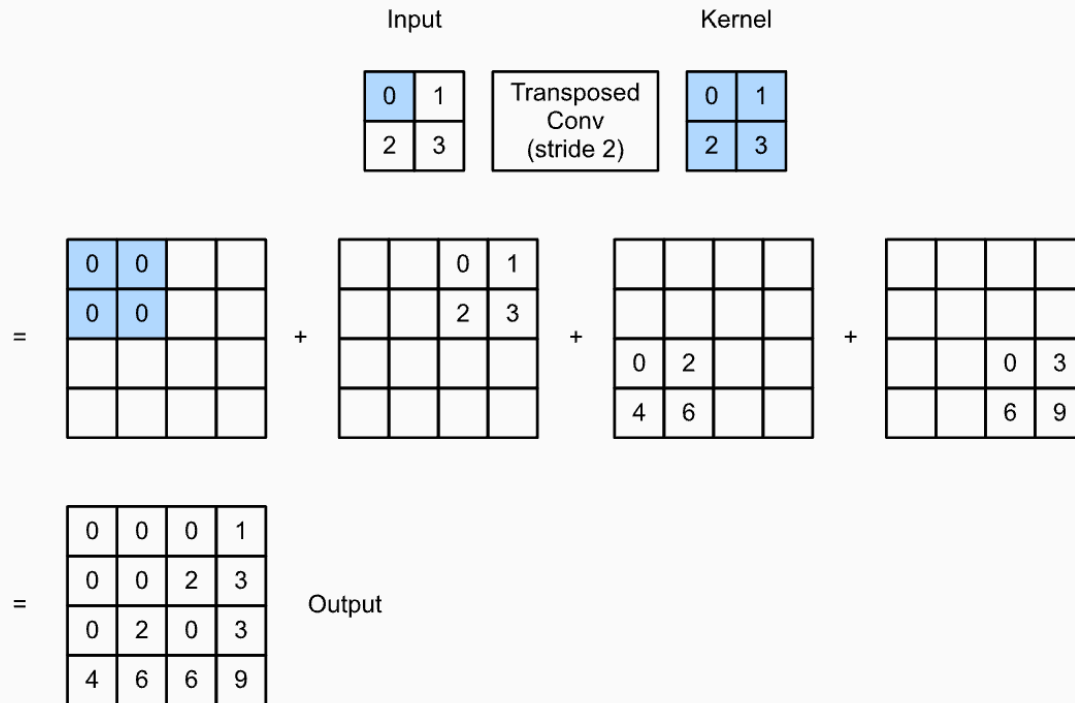 Input Kernel
0 1 Transposed 0 1
Conv
2 3 (stride 2) 2 3
0 0 0 1
0 0 2 3
= + + +
0 2 0 3
4 6 6 9
0 0 0 1
0 0 2 3
= Output
0 2 0 3
4 6 6 9